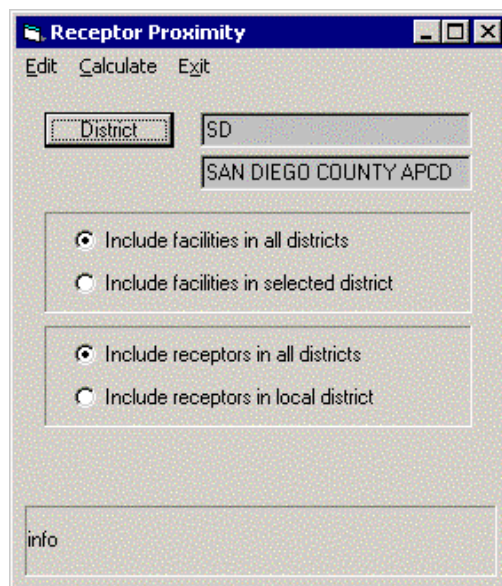 Receptor Proximity
Edit Calculate Exit
District SD
SAN DIEGO COUNTY APCD
Include facilities in all districts
Include facilities in selected district
Include receptors in all districts
Include receptors in local district
info